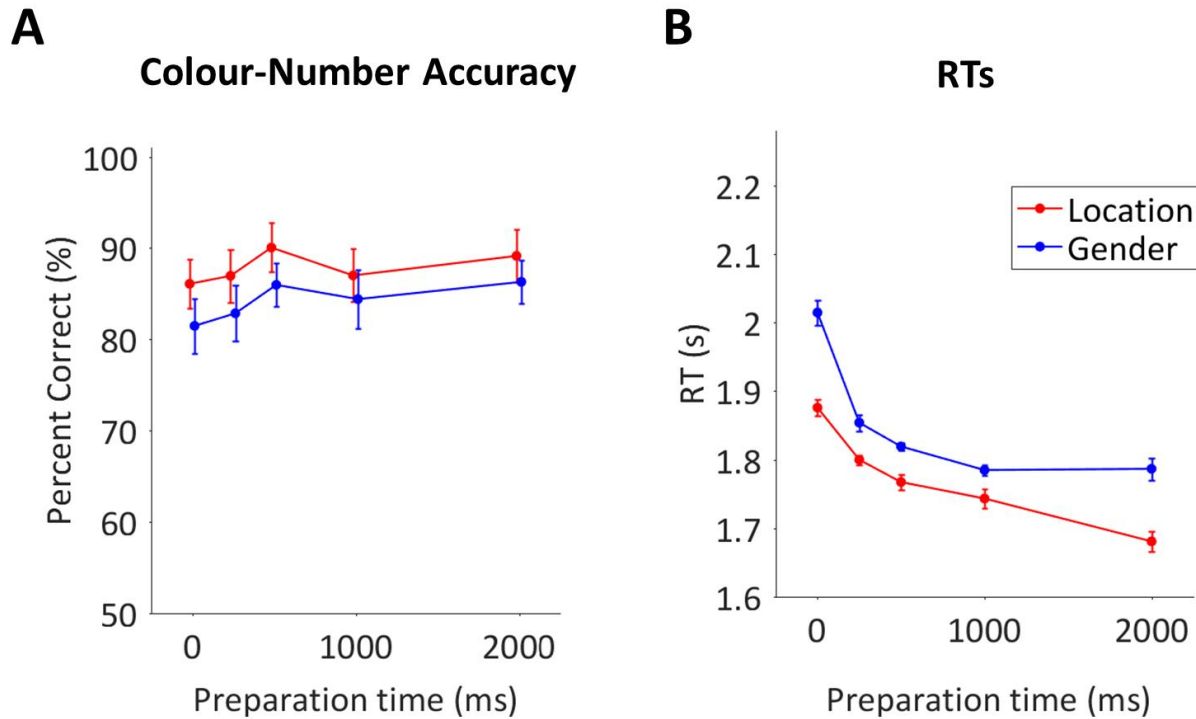 A
Colour-Number Accuracy
Percent Correct (%)
100
90
80
70
60
50
0
1000
2000
Preparation time (ms)
B
RTs
RT (s)
2.2
2.1
2
1.9
1.8
1.7
1.6
Location
Gender
0
1000
2000
Preparation time (ms)